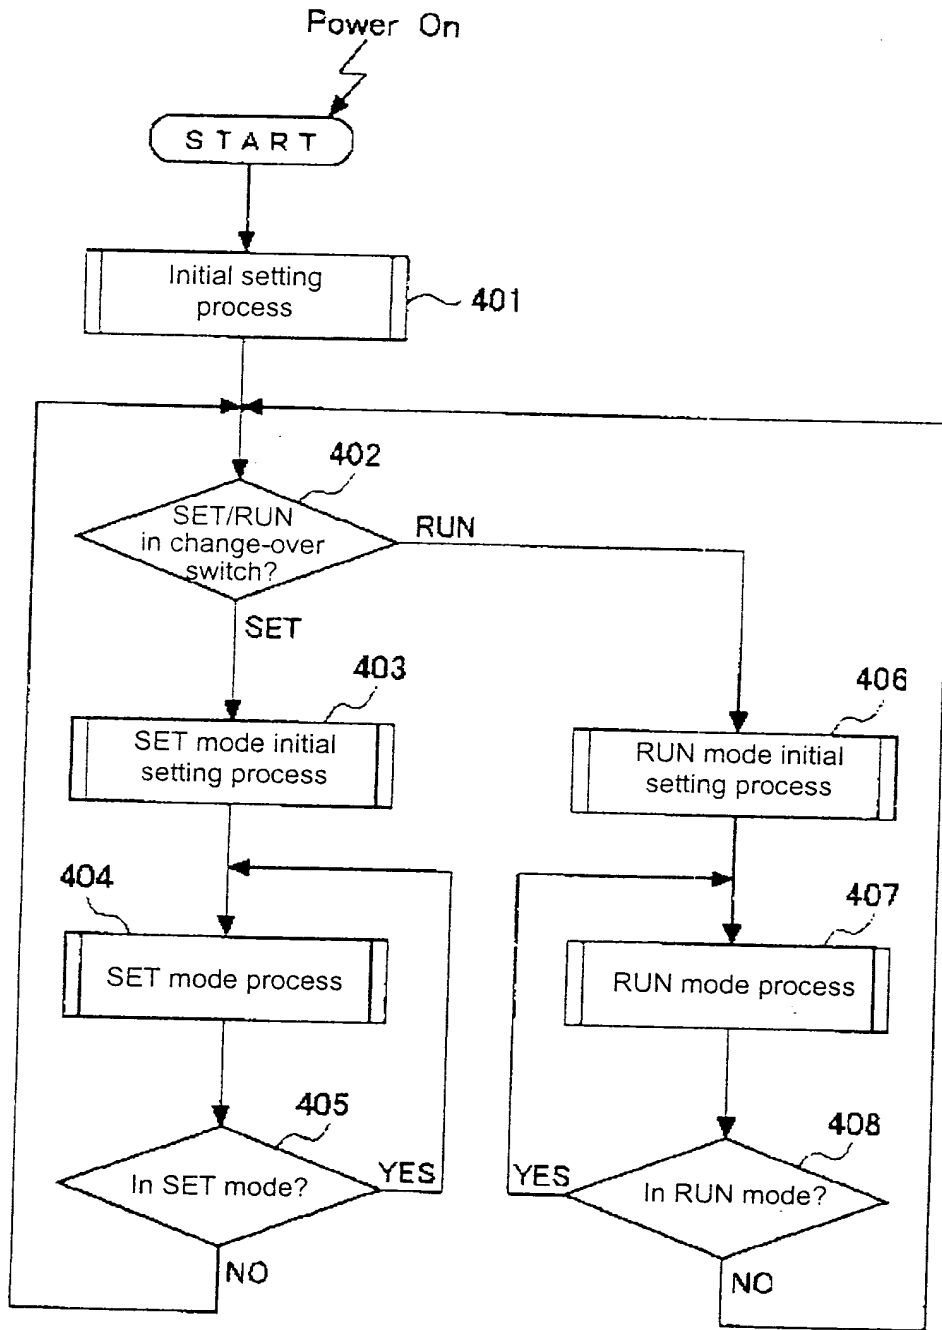 Power On
START
Initial setting
process
401
402
SET/RUN
in change-over
switch?
RUN
SET
403
SET mode initial
setting process
406
RUN mode initial
setting process
404
SET mode process
407
RUN mode process
405
In SET mode?
YES
NO
408
In RUN mode?
YES
NO